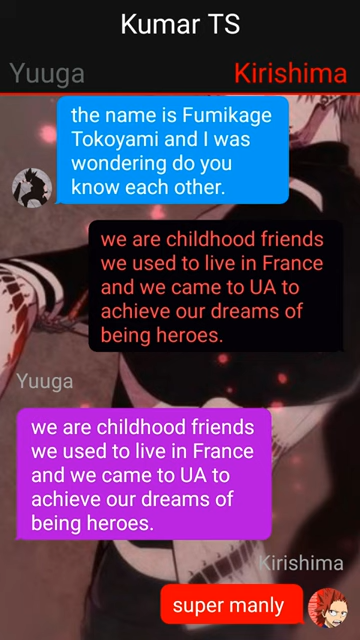 Kumar TS
Yuuga
Kirishima
the name is Fumikage
Tokoyami and I was
wondering do you
know each other.
we are childhood friends
we used to live in France
and we came to UA to
achieve our dreams of
being heroes.
Yuuga
we are childhood friends
we used to live in France
and we came to UA to
achieve our dreams of
being heroes.
Kirishima
super manly